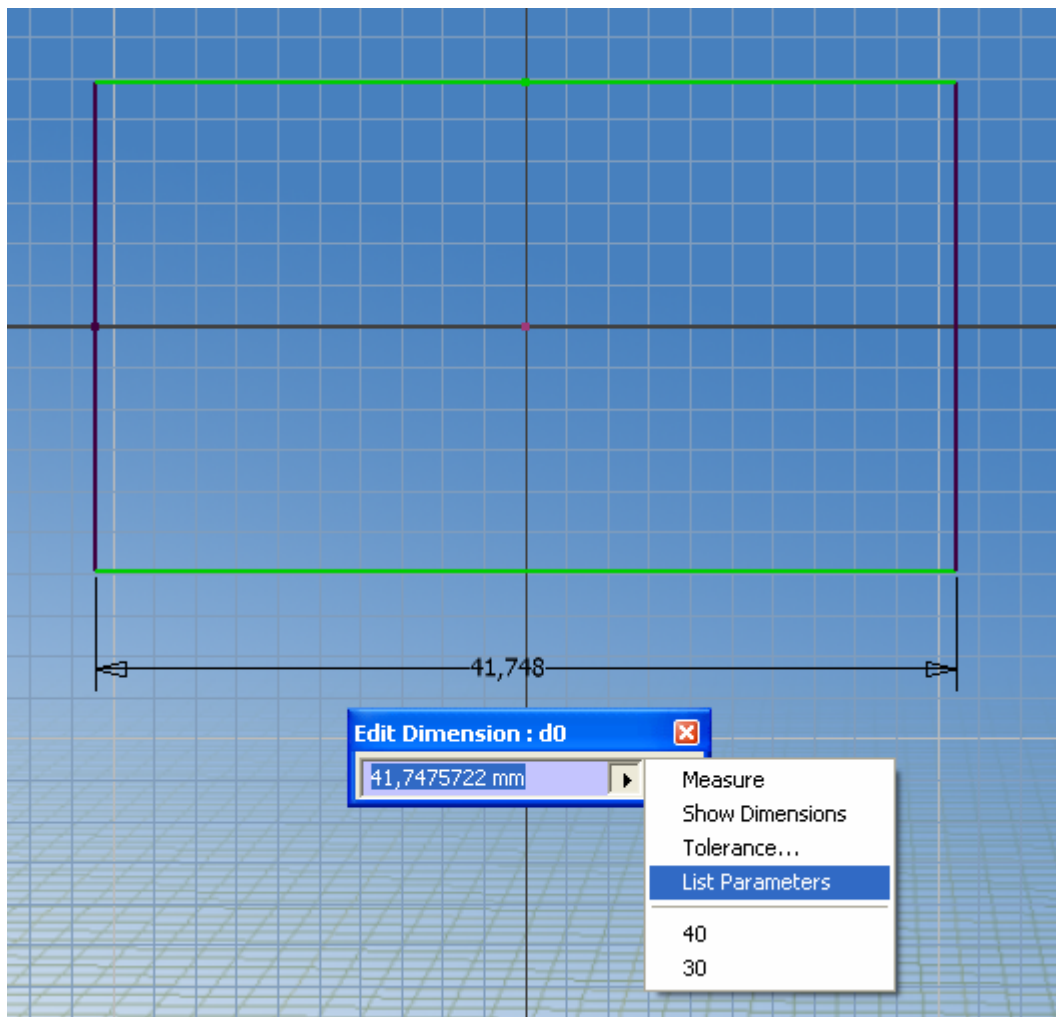 41,748
Edit Dimension : d0
41,7475722 mm
Measure
Show Dimensions
Tolerance...
List Parameters
40
30